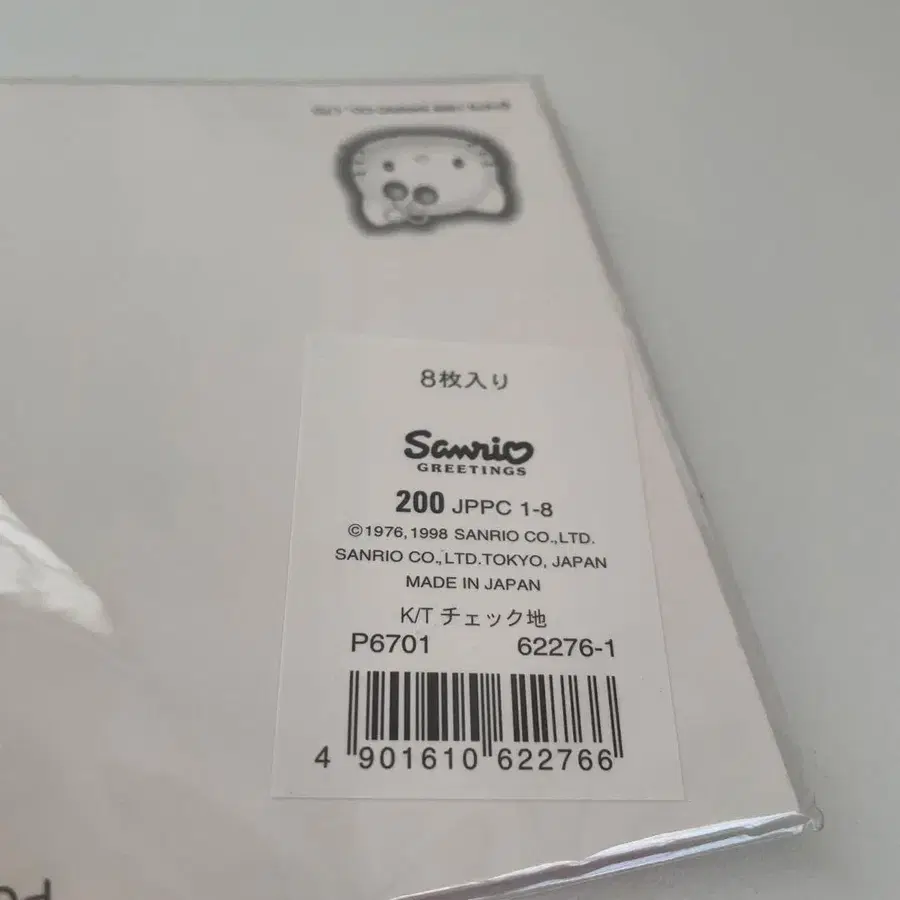 8枚入り
Sanrio
GREETINGS
200 JPPC 1-8
©1976,1998 SANRIO CO.,LTD.
SANRIO CO.,LTD.TOKYO, JAPAN
MADE IN JAPAN
K/T チェック地
P6701 62276-1
4 901610 622766